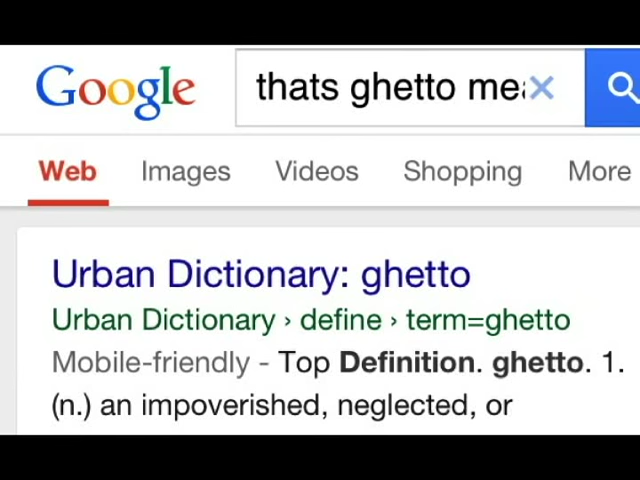 Google
thats ghetto mea
Web Images Videos Shopping More
Urban Dictionary: ghetto
Urban Dictionary › define › term=ghetto
Mobile-friendly - Top Definition. ghetto. 1.
(n.) an impoverished, neglected, or